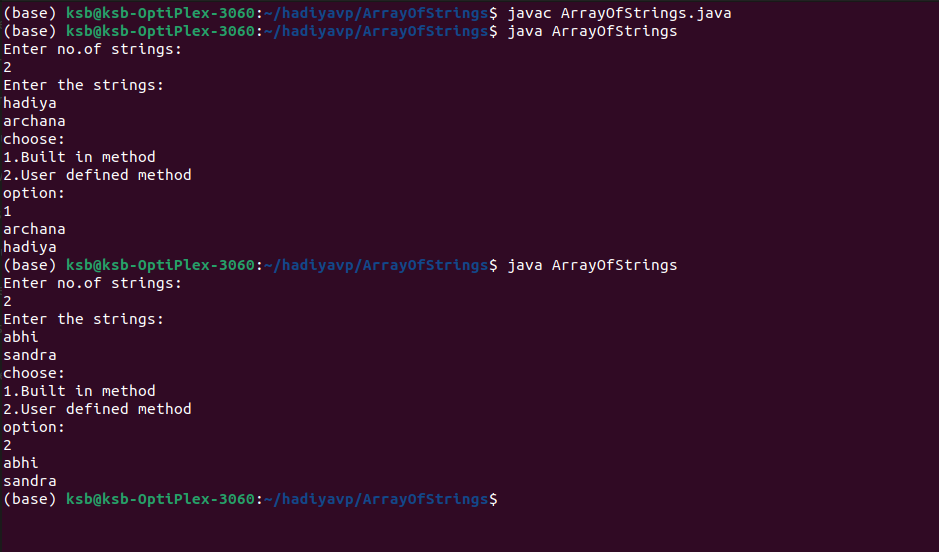 (base) ksb@ksb-OptiPlex-3060:~/hadiyavp/ArrayOfStrings$ javac ArrayOfStrings.java
(base) ksb@ksb-OptiPlex-3060:~/hadiyavp/ArrayOfStrings$ java ArrayOfStrings
Enter no.of strings:
2
Enter the strings:
hadiya
archana
choose:
1.Built in method
2.User defined method
option:
1
archana
hadiya
(base) ksb@ksb-OptiPlex-3060:~/hadiyavp/ArrayOfStrings$ java ArrayOfStrings
Enter no.of strings:
2
Enter the strings:
abhi
sandra
choose:
1.Built in method
2.User defined method
option:
2
abhi
sandra
(base) ksb@ksb-OptiPlex-3060:~/hadiyavp/ArrayOfStrings$